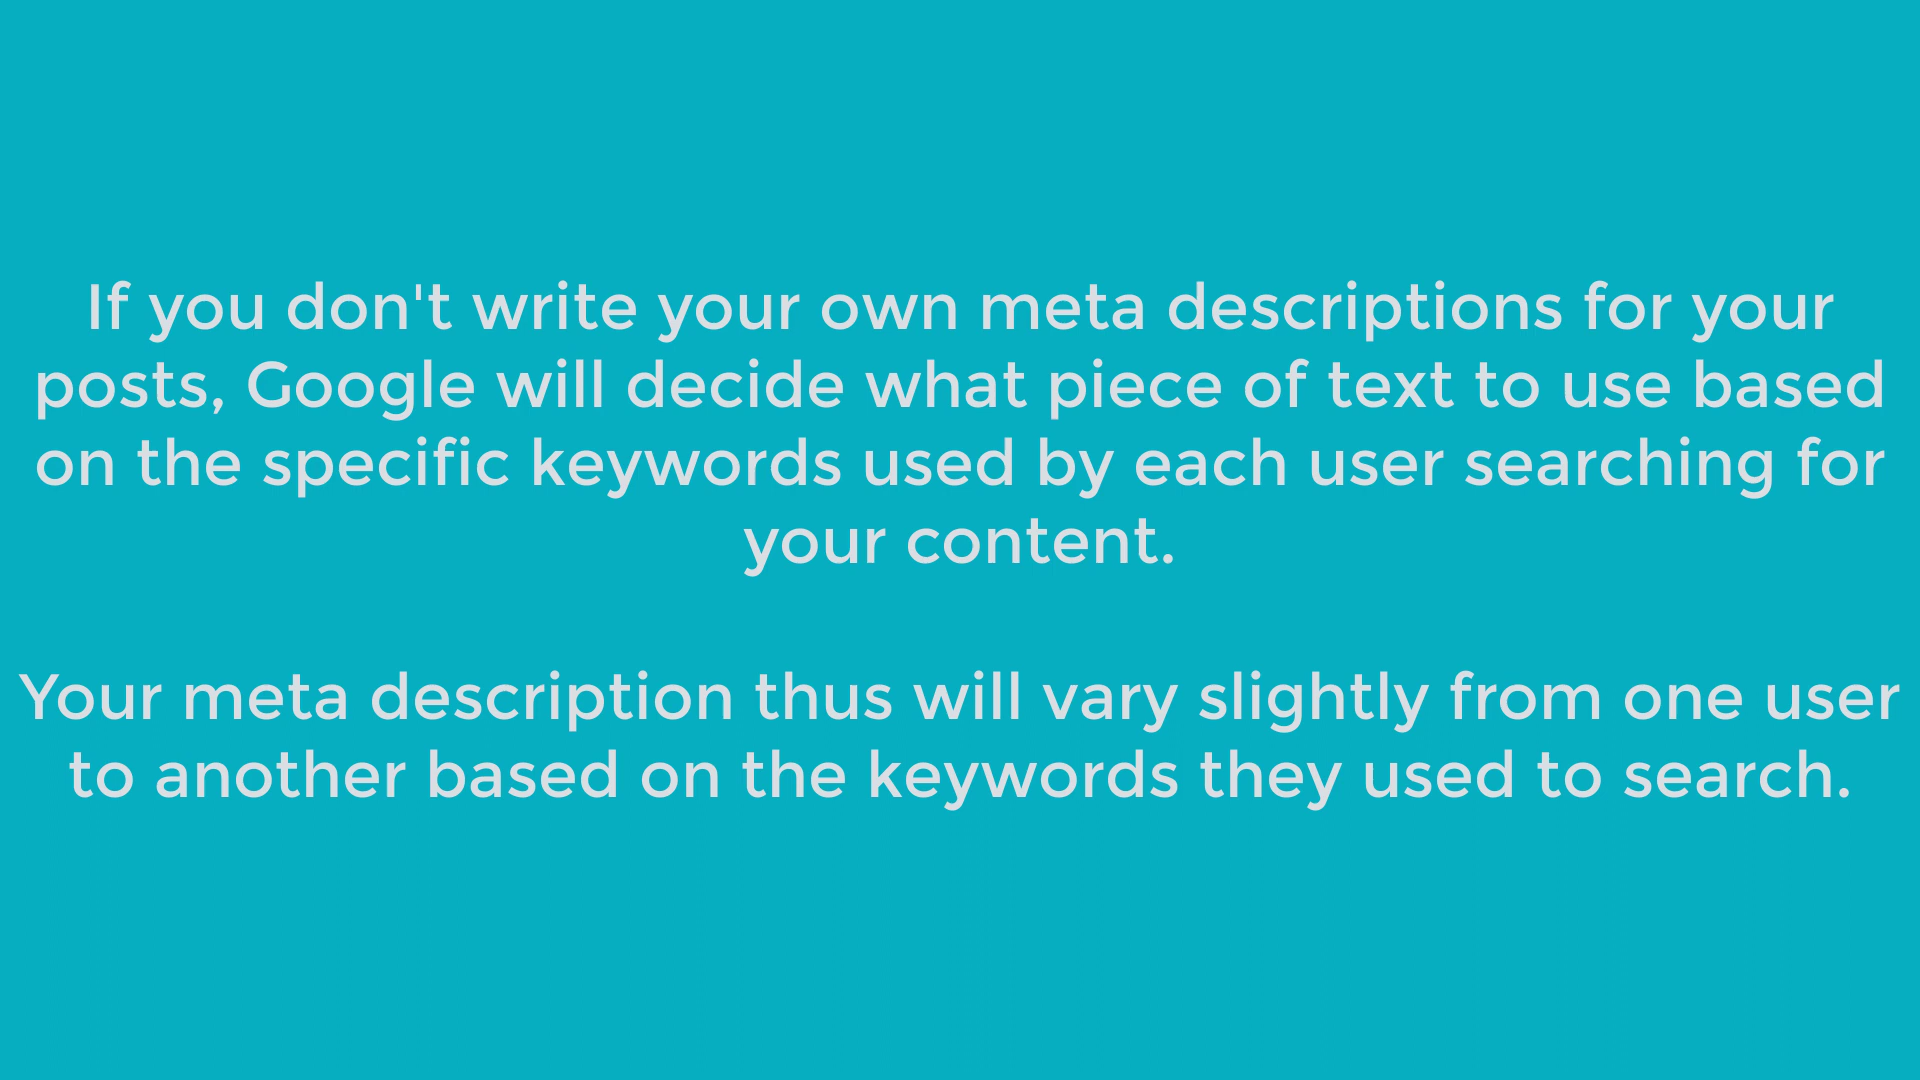 If you don't write your own meta descriptions for your
posts, Google will decide what piece of text to use based
on the specific keywords used by each user searching for
your content.
Your meta description thus will vary slightly from one user
to another based on the keywords they used to search.